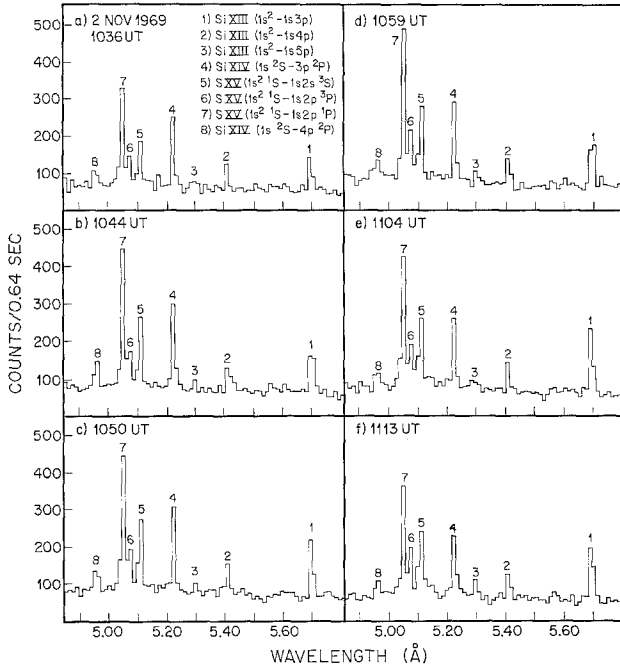 a) 2 NOV 1969
1036 UT
1) Si XIII (1s² - 1s3p)
2) Si XIII (1s² - 1s4p)
3) Si XIII (1s² - 1s5p)
4) Si XIV (1s ²S - 3p ²P)
5) S XV (1s² ¹S - 1s2s ³S)
6) S XV (1s² ¹S - 1s2p ³P)
7) S XV (1s² ¹S - 1s2p ¹P)
8) Si XIV (1s ²S - 4p ²P)
500
400
300
200
100
8 7 6 5 4 3 2 1
d) 1059 UT
8 7 6 5 4 3 2 1
b) 1044 UT
500
400
300
200
100
8 7 6 5 4 3 2 1
e) 1104 UT
8 7 6 5 4 3 2 1
c) 1050 UT
500
400
300
200
100
8 7 6 5 4 3 2 1
f) 1113 UT
8 7 6 5 4 3 2 1
COUNTS/0.64 SEC
5.00 5.20 5.40 5.60
5.00 5.20 5.40 5.60
WAVELENGTH (Å)